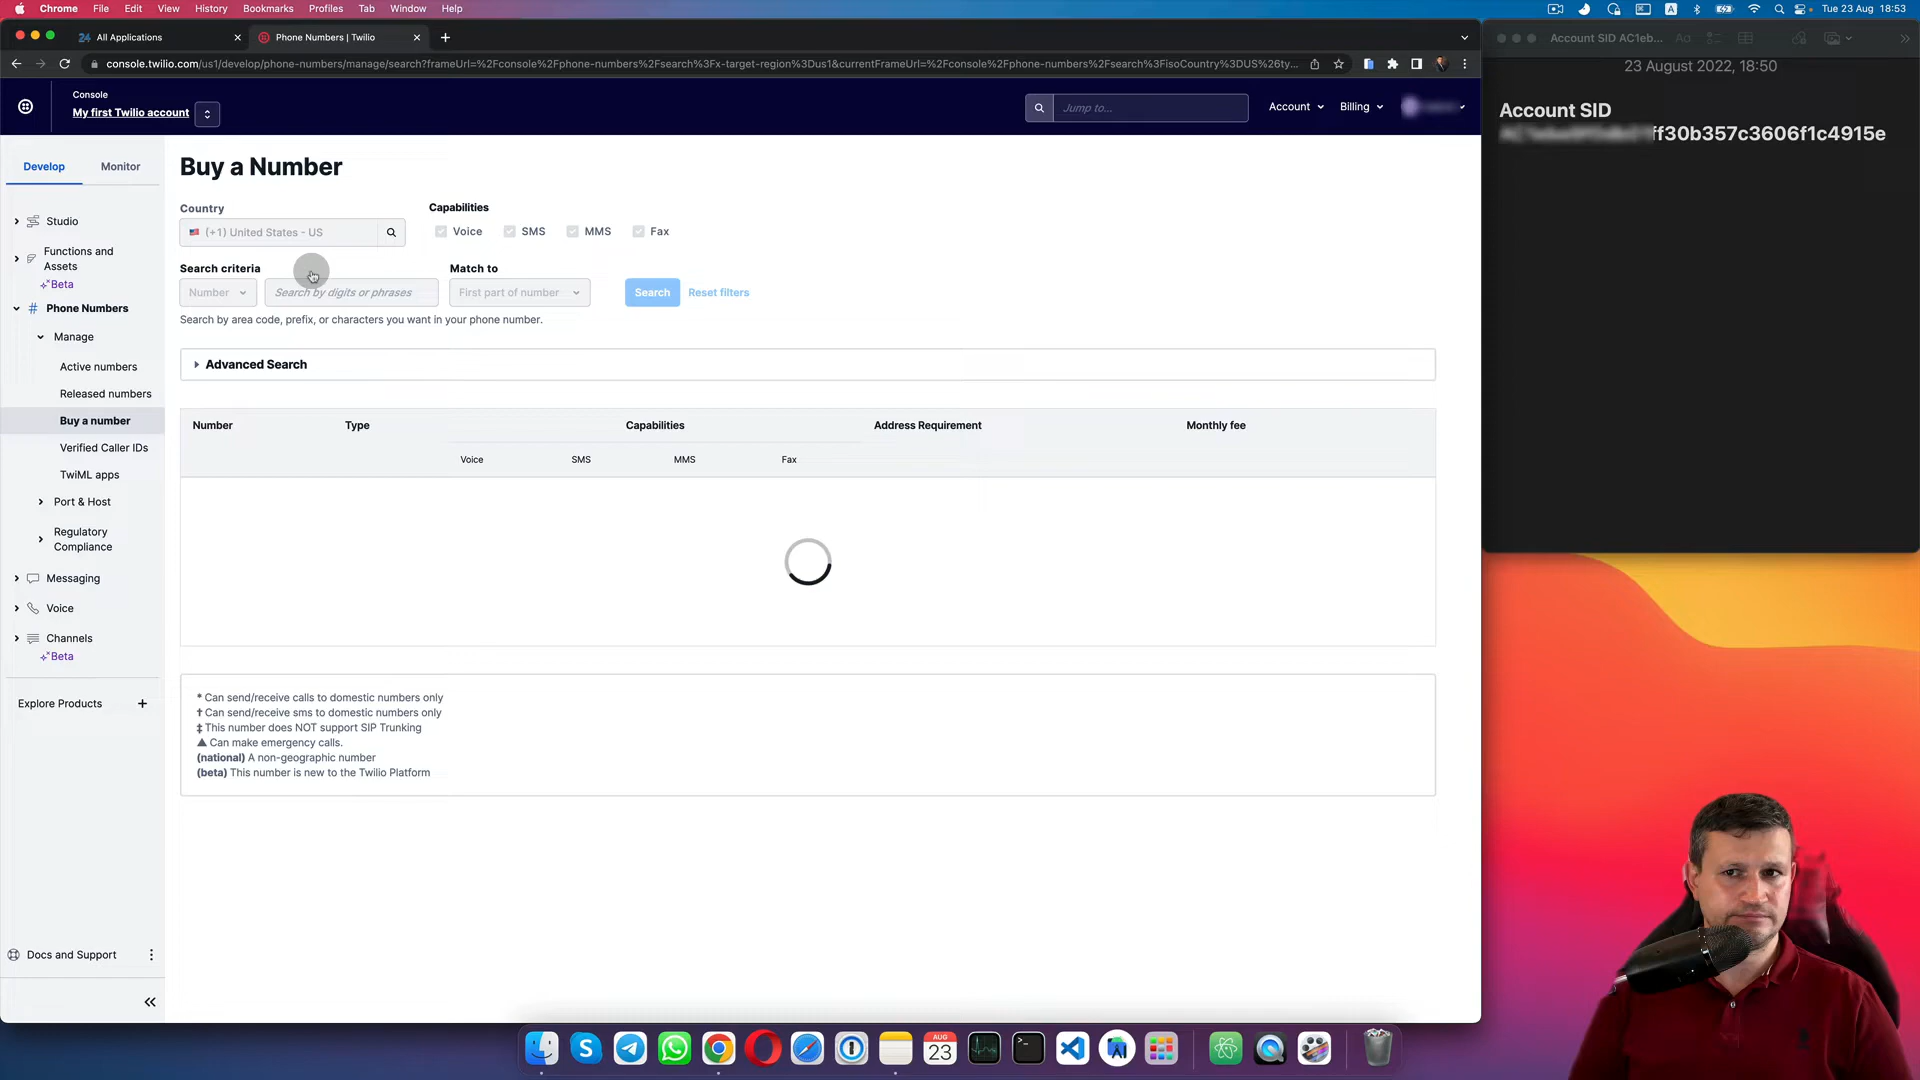 Chrome File Edit View History Bookmarks Profiles Tab Window Help
A Tue 23 Aug 18:53
24 All Applications
Phone Numbers | Twilio
console.twilio.com/us1/develop/phone-numbers/manage/search?frameUrl=%2Fconsole%2Fphone-numbers%2Fsearch%3Fx-target-region%3Dus1&currentFrameUrl=%2Fconsole%2Fphone-numbers%2Fsearch%3FisoCountry%3DUS%26ty...
Account SID AC1eb... Aa
23 August 2022, 18:50
Account SID
ff30b357c3606f1c4915e
Console
My first Twilio account
Jump to...
Account
Billing
Develop
Monitor
Studio
Functions and
Assets
Beta
# Phone Numbers
Manage
Active numbers
Released numbers
Buy a number
Verified Caller IDs
TwiML apps
Port & Host
Regulatory
Compliance
Messaging
Voice
Channels
Beta
Explore Products +
Docs and Support
Buy a Number
Country
(+1) United States - US
Capabilities
Voice SMS MMS Fax
Search criteria
Number
Search by digits or phrases
Match to
First part of number
Search
Reset filters
Search by area code, prefix, or characters you want in your phone number.
Advanced Search
Number Type Capabilities Address Requirement Monthly fee
Voice SMS MMS Fax
* Can send/receive calls to domestic numbers only
† Can send/receive sms to domestic numbers only
‡ This number does NOT support SIP Trunking
▲ Can make emergency calls.
(national) A non-geographic number
(beta) This number is new to the Twilio Platform
AUG
23